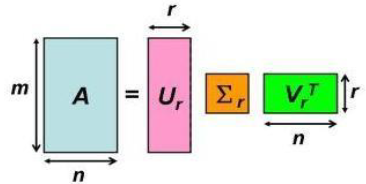 r
m A = U_r Σ_r V_r^T r
n n